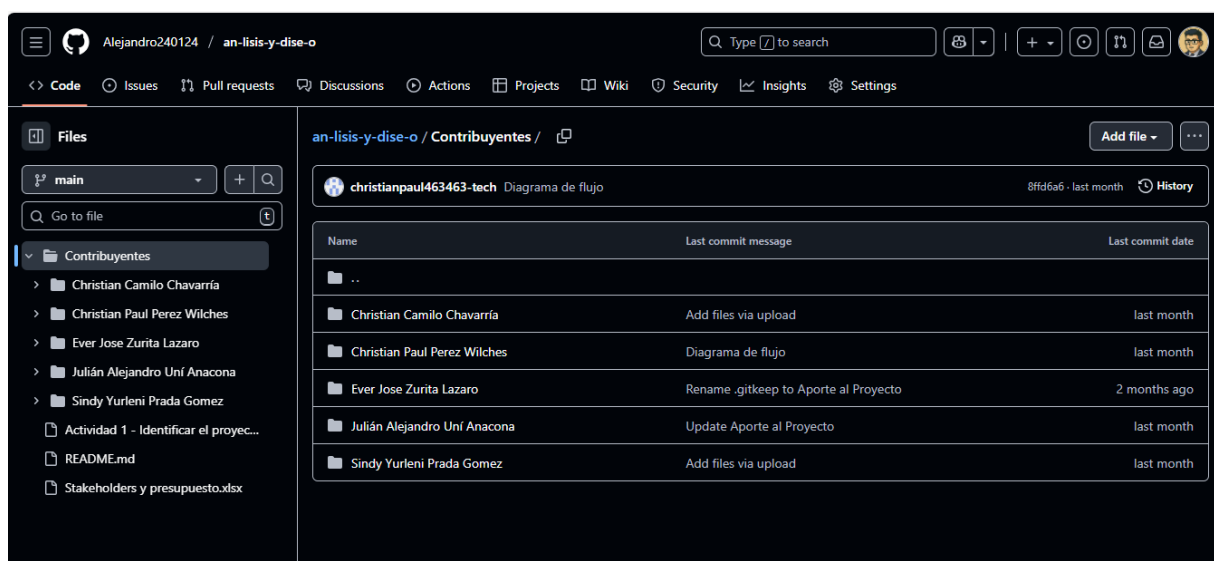 Alejandro240124 / an-lisis-y-dise-o
Type / to search
<> Code Issues Pull requests Discussions Actions Projects Wiki Security Insights Settings
Files
main
Go to file t
Contribuyentes
Christian Camilo Chavarría
Christian Paul Perez Wilches
Ever Jose Zurita Lazaro
Julián Alejandro Uní Anacona
Sindy Yurleni Prada Gomez
Actividad 1 - Identificar el proyec...
README.md
Stakeholders y presupuesto.xlsx
an-lisis-y-dise-o / Contribuyentes /
Add file
christianpaul463463-tech Diagrama de flujo
8ffd6a6 · last month History
Name Last commit message Last commit date
..
Christian Camilo Chavarría Add files via upload last month
Christian Paul Perez Wilches Diagrama de flujo last month
Ever Jose Zurita Lazaro Rename .gitkeep to Aporte al Proyecto 2 months ago
Julián Alejandro Uní Anacona Update Aporte al Proyecto last month
Sindy Yurleni Prada Gomez Add files via upload last month